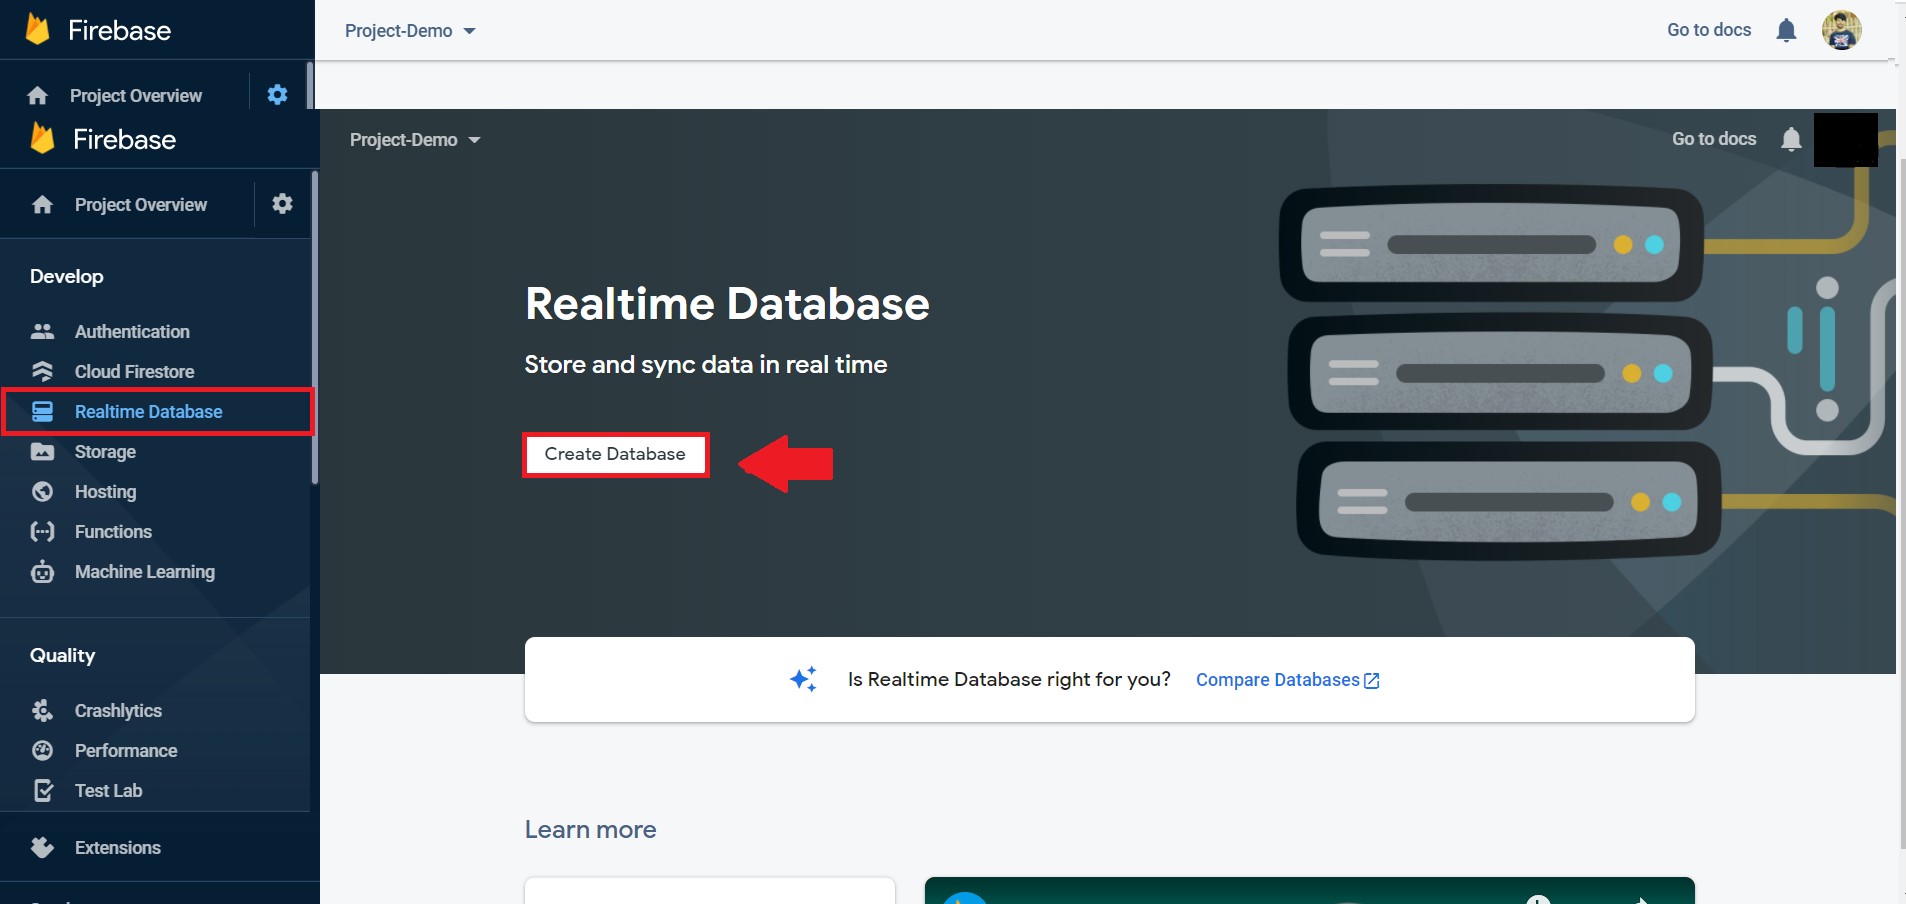 Firebase
Project-Demo
Go to docs
Project Overview
Firebase
Project-Demo
Go to docs
Project Overview
Develop
Authentication
Cloud Firestore
Realtime Database
Storage
Hosting
Functions
Machine Learning
Quality
Crashlytics
Performance
Test Lab
Extensions
Realtime Database
Store and sync data in real time
Create Database
Is Realtime Database right for you? Compare Databases
Learn more